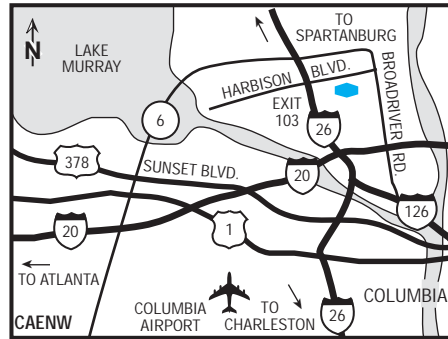 N
LAKE
MURRAY
TO
SPARTANBURG
HARBISON BLVD.
BROADRIVER RD.
EXIT
103
6
26
378
SUNSET BLVD.
20
126
20
1
TO ATLANTA
COLUMBIA
AIRPORT
TO
CHARLESTON
26
COLUMBIA
CAENW